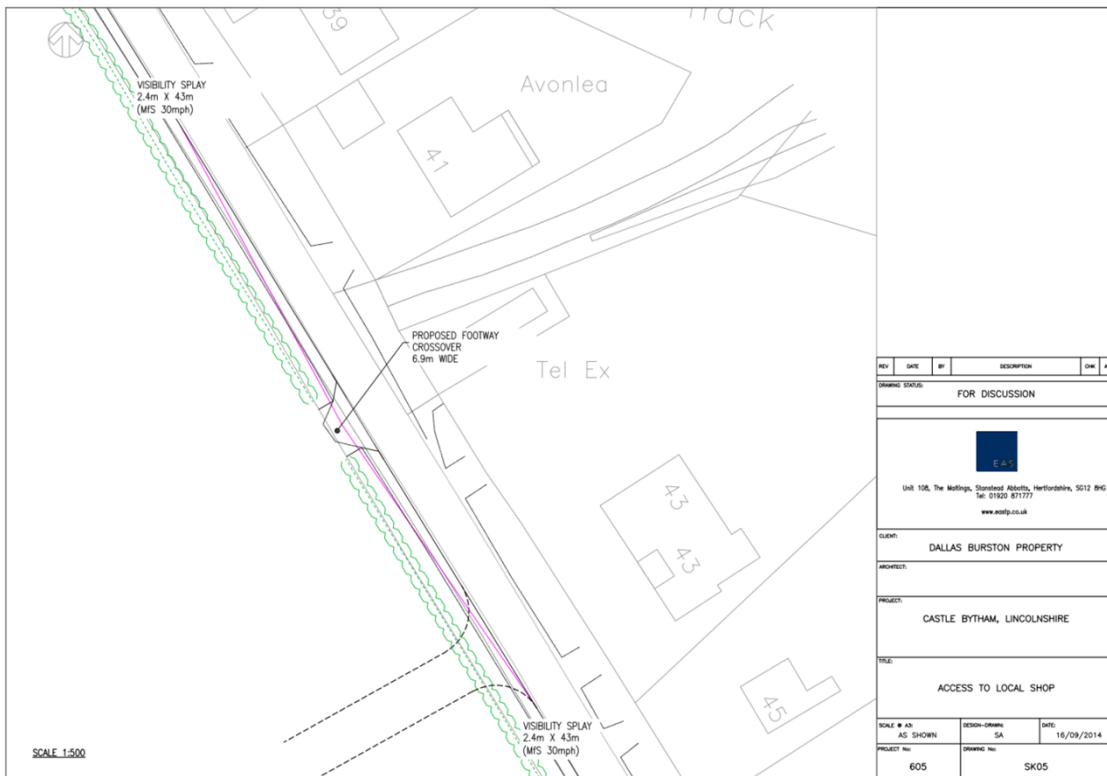 Track
39
VISIBILITY SPLAY
2.4m X 43m
(MfS 30mph)
Avonlea
41
PROPOSED FOOTWAY
CROSSOVER
6.9m WIDE
Tel Ex
43
43
45
VISIBILITY SPLAY
2.4m X 43m
(MfS 30mph)
SCALE 1:500
REV DATE BY DESCRIPTION CHK
DRAWING STATUS:
FOR DISCUSSION
EAS
Unit 108, The Maltings, Stanstead Abbotts, Hertfordshire, SG12 8HG
Tel: 01920 871777
www.eastp.co.uk
CLIENT:
DALLAS BURSTON PROPERTY
ARCHITECT:
PROJECT:
CASTLE BYTHAM, LINCOLNSHIRE
TITLE:
ACCESS TO LOCAL SHOP
SCALE @ A3: DESIGN-DRAWN: DATE:
AS SHOWN SA 16/09/2014
PROJECT No: DRAWING No:
605 SK05